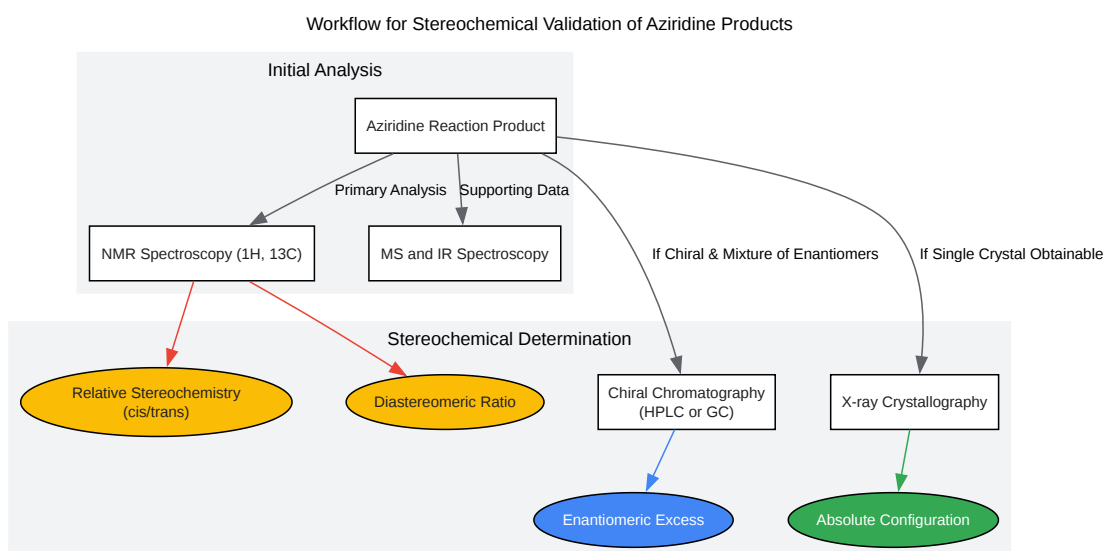 Workflow for Stereochemical Validation of Aziridine Products
Initial Analysis
Aziridine Reaction Product
Primary Analysis
Supporting Data
NMR Spectroscopy (1H, 13C)
MS and IR Spectroscopy
If Chiral & Mixture of Enantiomers
If Single Crystal Obtainable
Stereochemical Determination
Relative Stereochemistry
(cis/trans)
Diastereomeric Ratio
Chiral Chromatography
(HPLC or GC)
X-ray Crystallography
Enantiomeric Excess
Absolute Configuration